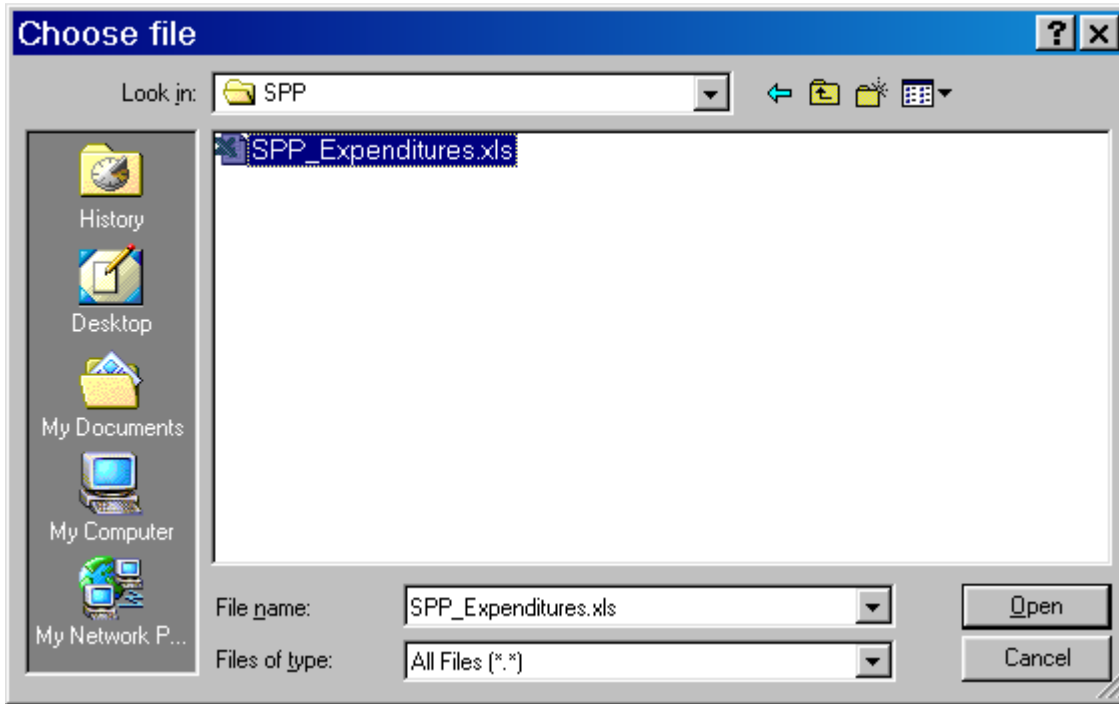 Choose file
Look in: SPP
SPP_Expenditures.xls
History
Desktop
My Documents
My Computer
My Network P...
File name: SPP_Expenditures.xls Open
Files of type: All Files (*.*) Cancel